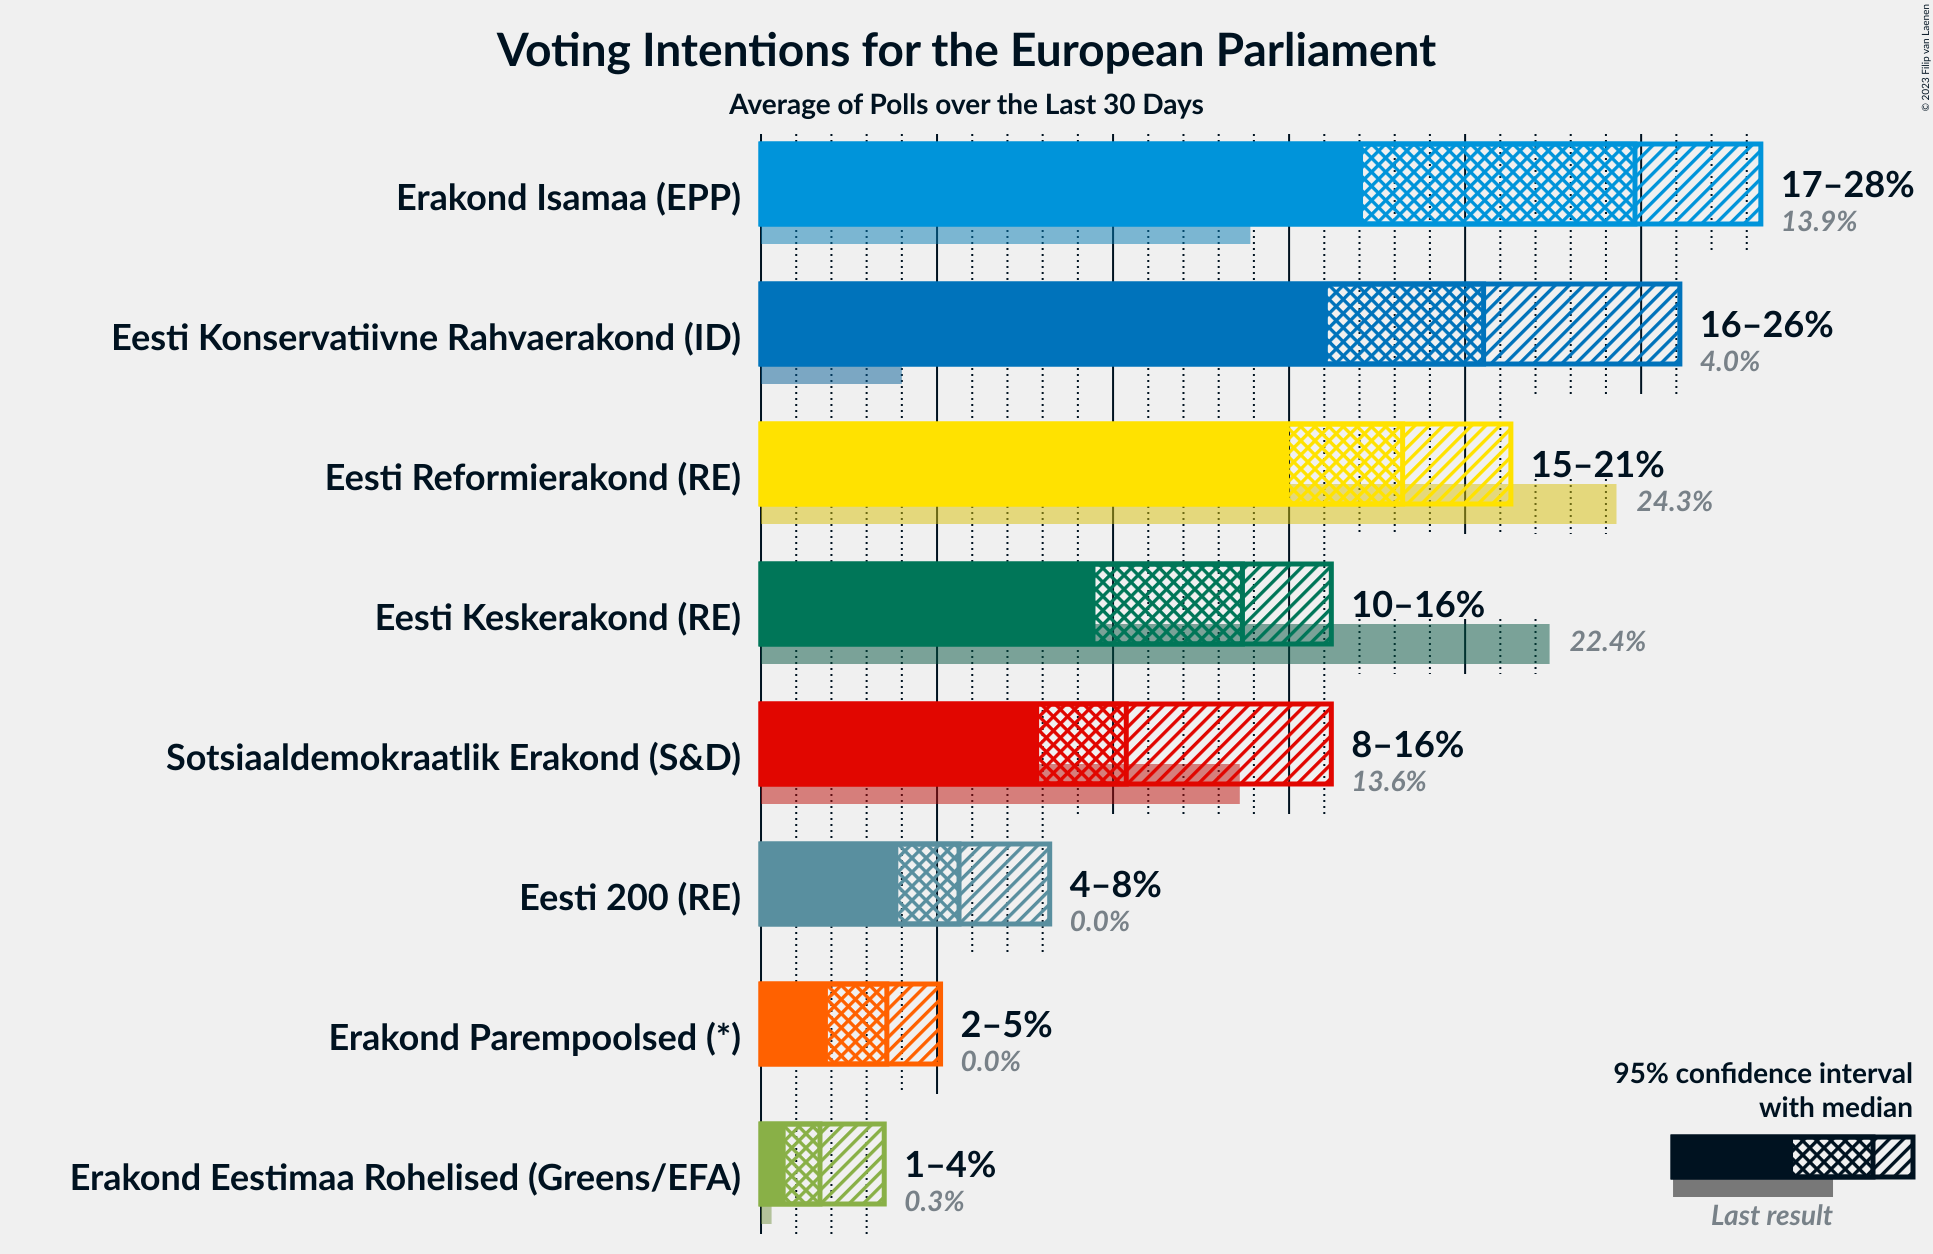 Voting Intentions for the European Parliament
Average of Polls over the Last 30 Days
© 2023 Filip van Laenen
Erakond Isamaa (EPP)
17–28%
13.9%
Eesti Konservatiivne Rahvaerakond (ID)
16–26%
4.0%
Eesti Reformierakond (RE)
15–21%
24.3%
Eesti Keskerakond (RE)
10–16%
22.4%
Sotsiaaldemokraatlik Erakond (S&D)
8–16%
13.6%
Eesti 200 (RE)
4–8%
0.0%
Erakond Parempoolsed (*)
2–5%
0.0%
Erakond Eestimaa Rohelised (Greens/EFA)
1–4%
0.3%
95% confidence interval
with median
Last result